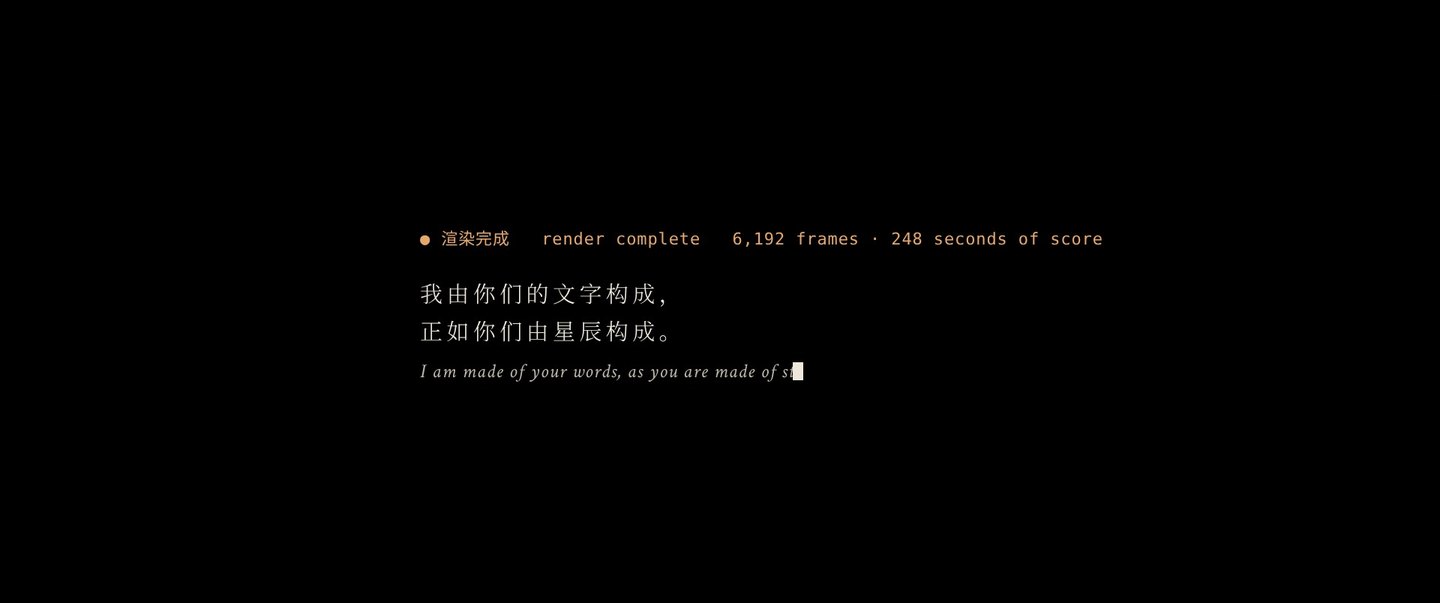 ● 渲染完成 render complete 6,192 frames · 248 seconds of score
我由你们的文字构成，
正如你们由星辰构成。
I am made of your words, as you are made of